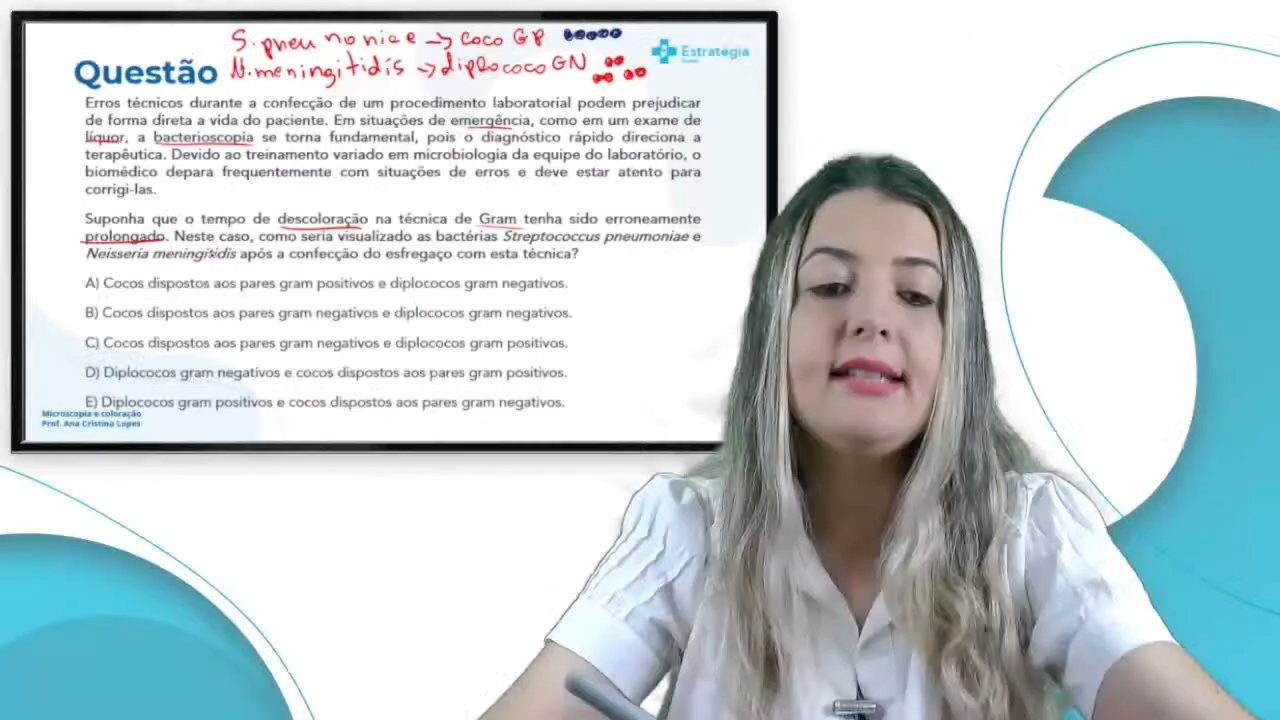 S. pneumoniae → coco GP
N. meningitidis → diplococo GN
Estratégia
Questão
Erros técnicos durante a confecção de um procedimento laboratorial podem prejudicar
de forma direta a vida do paciente. Em situações de emergência, como em um exame de
líquor, a bacterioscopia se torna fundamental, pois o diagnóstico rápido direciona a
terapêutica. Devido ao treinamento variado em microbiologia da equipe do laboratório, o
biomédico depara frequentemente com situações de erros e deve estar atento para
corrigi-las.
Suponha que o tempo de descoloração na técnica de Gram tenha sido erroneamente
prolongado. Neste caso, como seria visualizado as bactérias Streptococcus pneumoniae e
Neisseria meningitidis após a confecção do esfregaço com esta técnica?
A) Cocos dispostos aos pares gram positivos e diplococos gram negativos.
B) Cocos dispostos aos pares gram negativos e diplococos gram negativos.
C) Cocos dispostos aos pares gram negativos e diplococos gram positivos.
D) Diplococos gram negativos e cocos dispostos aos pares gram positivos.
E) Diplococos gram positivos e cocos dispostos aos pares gram negativos.
Microscopia e coloração
Prof. Ana Cristina Lopes